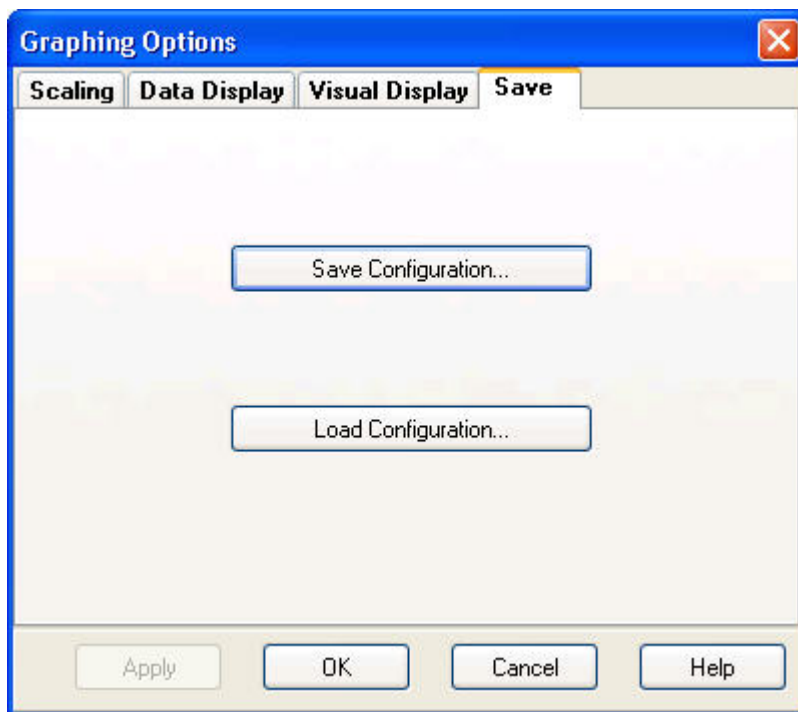 Graphing Options
Scaling Data Display Visual Display Save
Save Configuration...
Load Configuration...
Apply OK Cancel Help